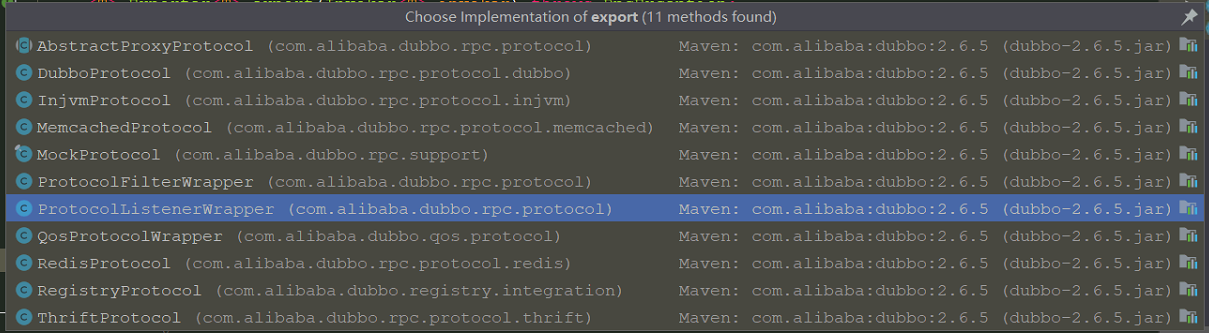 Choose Implementation of export (11 methods found)
AbstractProxyProtocol (com.alibaba.dubbo.rpc.protocol) Maven: com.alibaba:dubbo:2.6.5 (dubbo-2.6.5.jar)
DubboProtocol (com.alibaba.dubbo.rpc.protocol.dubbo) Maven: com.alibaba:dubbo:2.6.5 (dubbo-2.6.5.jar)
InjvmProtocol (com.alibaba.dubbo.rpc.protocol.injvm) Maven: com.alibaba:dubbo:2.6.5 (dubbo-2.6.5.jar)
MemcachedProtocol (com.alibaba.dubbo.rpc.protocol.memcached) Maven: com.alibaba:dubbo:2.6.5 (dubbo-2.6.5.jar)
MockProtocol (com.alibaba.dubbo.rpc.support) Maven: com.alibaba:dubbo:2.6.5 (dubbo-2.6.5.jar)
ProtocolFilterWrapper (com.alibaba.dubbo.rpc.protocol) Maven: com.alibaba:dubbo:2.6.5 (dubbo-2.6.5.jar)
ProtocolListenerWrapper (com.alibaba.dubbo.rpc.protocol) Maven: com.alibaba:dubbo:2.6.5 (dubbo-2.6.5.jar)
QosProtocolWrapper (com.alibaba.dubbo.qos.protocol) Maven: com.alibaba:dubbo:2.6.5 (dubbo-2.6.5.jar)
RedisProtocol (com.alibaba.dubbo.rpc.protocol.redis) Maven: com.alibaba:dubbo:2.6.5 (dubbo-2.6.5.jar)
RegistryProtocol (com.alibaba.dubbo.registry.integration) Maven: com.alibaba:dubbo:2.6.5 (dubbo-2.6.5.jar)
ThriftProtocol (com.alibaba.dubbo.rpc.protocol.thrift) Maven: com.alibaba:dubbo:2.6.5 (dubbo-2.6.5.jar)